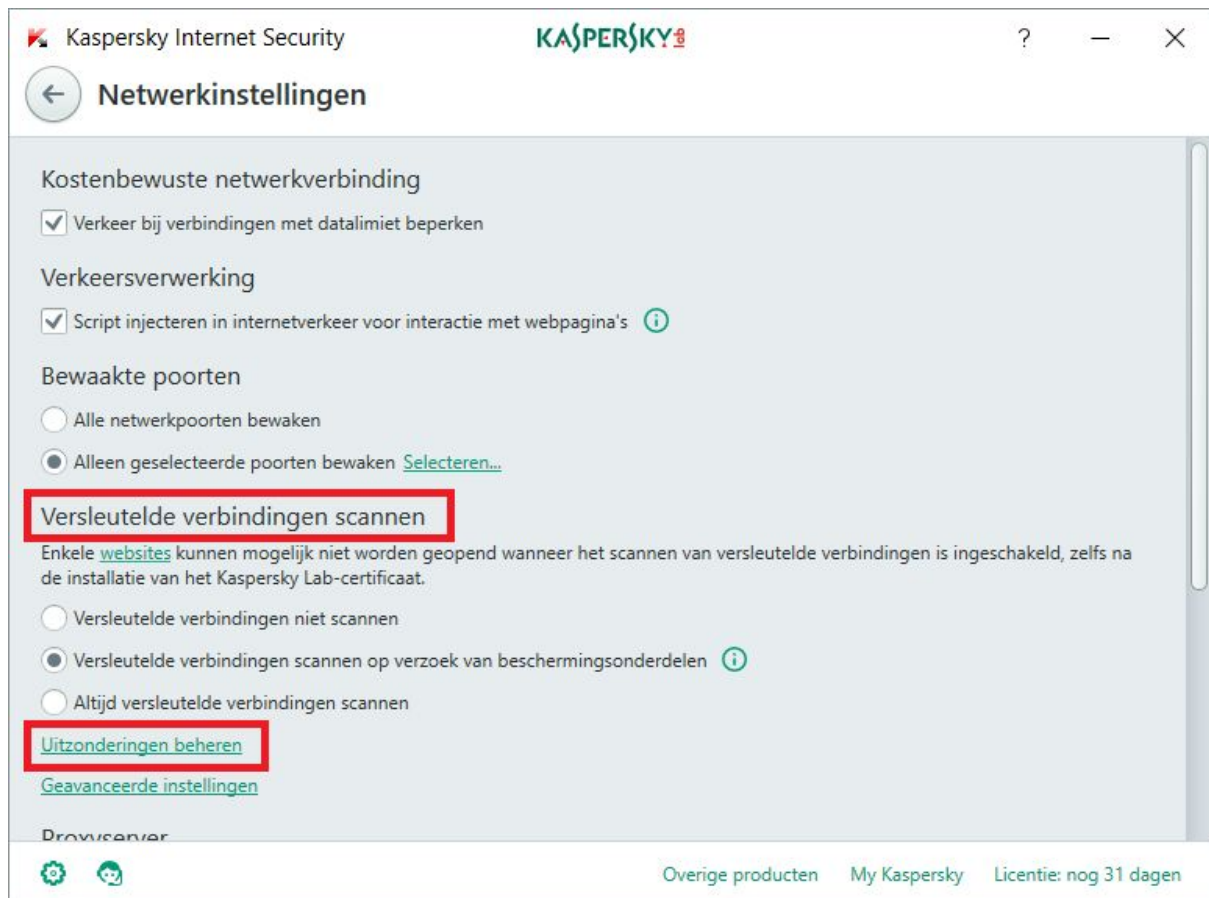 Kaspersky Internet Security
KASPERSKY lab
?
Netwerkinstellingen
Kostenbewuste netwerkverbinding
Verkeer bij verbindingen met datalimiet beperken
Verkeersverwerking
Script injecteren in internetverkeer voor interactie met webpagina's
Bewaakte poorten
Alle netwerkpoorten bewaken
Alleen geselecteerde poorten bewaken Selecteren...
Versleutelde verbindingen scannen
Enkele websites kunnen mogelijk niet worden geopend wanneer het scannen van versleutelde verbindingen is ingeschakeld, zelfs na
de installatie van het Kaspersky Lab-certificaat.
Versleutelde verbindingen niet scannen
Versleutelde verbindingen scannen op verzoek van beschermingsonderdelen
Altijd versleutelde verbindingen scannen
Uitzonderingen beheren
Geavanceerde instellingen
Proxyserver
Overige producten My Kaspersky Licentie: nog 31 dagen